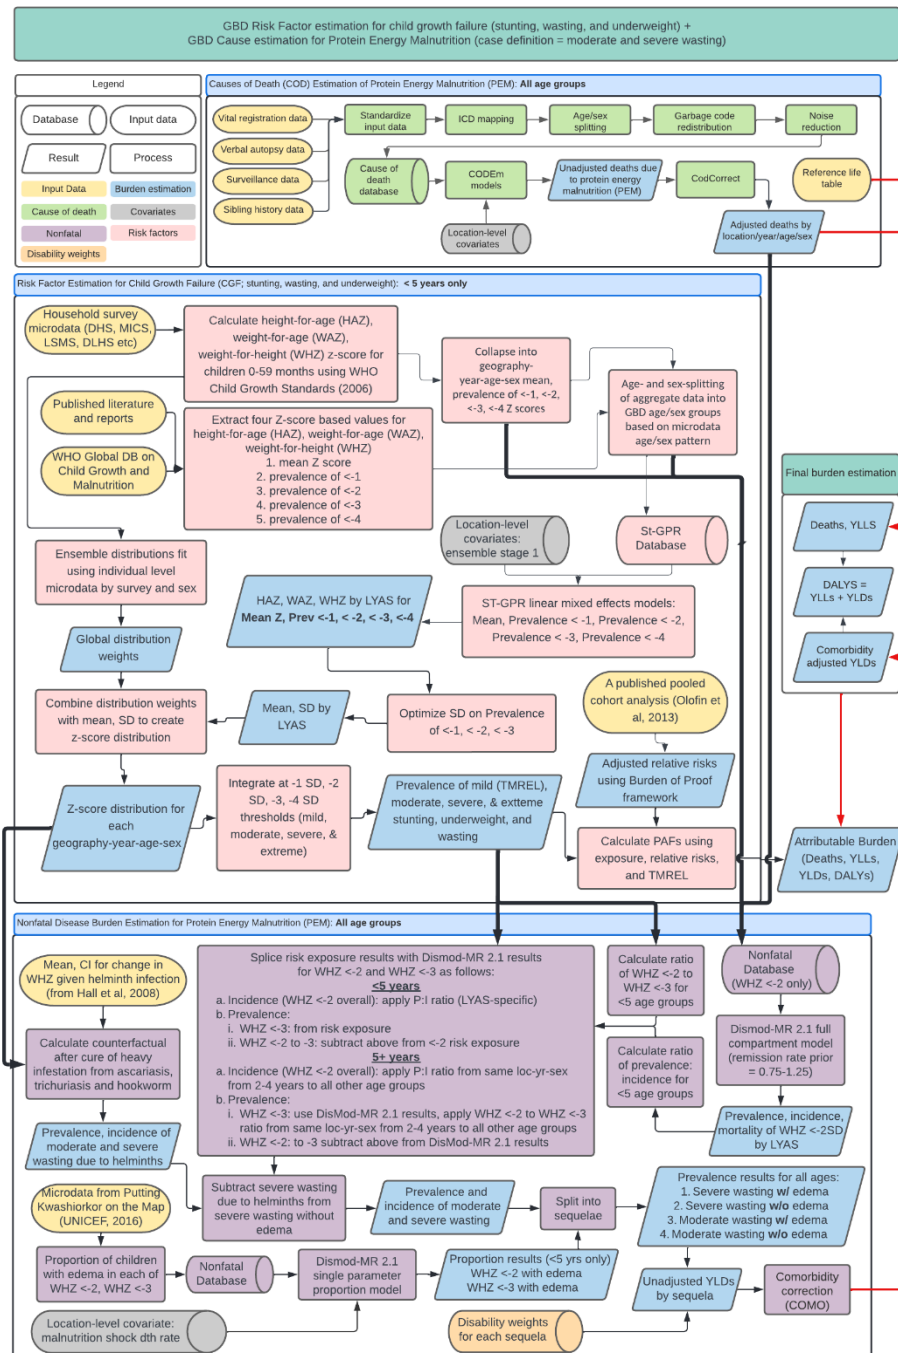 GBD Risk Factor estimation for child growth failure (stunting, wasting, and underweight) +
GBD Cause estimation for Protein Energy Malnutrition (case definition = moderate and severe wasting)
Legend
Database
Input data
Result
Process
Input Data
Burden estimation
Cause of death
Covariates
Nonfatal
Risk factors
Disability weights
Causes of Death (COD) Estimation of Protein Energy Malnutrition (PEM): All age groups
Vital registration data
Verbal autopsy data
Surveillance data
Sibling history data
Standardize
input data
ICD mapping
Age/sex
splitting
Garbage code
redistribution
Noise
reduction
Cause of
death
database
CODEm
models
Unadjusted deaths due
to protein energy
malnutrition (PEM)
CodCorrect
Reference life
table
Location-level
covariates
Adjusted deaths by
location/year/age/sex
Risk Factor Estimation for Child Growth Failure (CGF; stunting, wasting, and underweight): < 5 years only
Household survey
microdata (DHS, MICS,
LSMS, DLHS etc)
Calculate height-for-age (HAZ),
weight-for-age (WAZ),
weight-for-height (WHZ) z-score for
children 0-59 months using WHO
Child Growth Standards (2006)
Collapse into
geography-
year-age-sex mean,
prevalence of <-1, <-2,
<-3, <-4 Z scores
Age- and sex-splitting
of aggregate data into
GBD age/sex groups
based on microdata
age/sex pattern
Published literature
and reports
WHO Global DB on
Child Growth and
Malnutrition
Extract four Z-score based values for
height-for-age (HAZ), weight-for-age (WAZ),
weight-for-height (WHZ)
1. mean Z score
2. prevalence of <-1
3. prevalence of <-2
4. prevalence of <-3
5. prevalence of <-4
Location-level
covariates:
ensemble stage 1
St-GPR
Database
Ensemble distributions fit
using individual level
microdata by survey and sex
HAZ, WAZ, WHZ by LYAS for
Mean Z, Prev <-1, < -2, < -3, <-4
ST-GPR linear mixed effects models:
Mean, Prevalence < -1, Prevalence < -2,
Prevalence < -3, Prevalence < -4
Global distribution
weights
Combine distribution weights
with mean, SD to create
z-score distribution
Mean, SD by
LYAS
Optimize SD on Prevalence
of <-1, < -2, < -3
A published pooled
cohort analysis (Olofin
et al, 2013)
Adjusted relative risks
using Burden of Proof
framework
Z-score distribution for
each
geography-year-age-sex
Integrate at -1 SD, -2
SD, -3, -4 SD
thresholds (mild,
moderate, severe, &
extreme)
Prevalence of mild (TMREL),
moderate, severe, & extteme
stunting, underweight, and
wasting
Calculate PAFs using
exposure, relative risks,
and TMREL
Final burden estimation
Deaths, YLLS
DALYS =
YLLs + YLDs
Comorbidity
adjusted YLDs
Atrributable Burden
(Deaths, YLLs,
YLDs, DALYs)
Nonfatal Disease Burden Estimation for Protein Energy Malnutrition (PEM): All age groups
Mean, CI for change in
WHZ given helminth infection
(from Hall et al, 2008)
Calculate counterfactual
after cure of heavy
infestation from ascariasis,
trichuriasis and hookworm
Prevalence, incidence of
moderate and severe
wasting due to helminths
Splice risk exposure results with Dismod-MR 2.1 results
for WHZ <-2 and WHZ <-3 as follows:
<5 years
a. Incidence (WHZ <-2 overall): apply P:I ratio (LYAS-specific)
b. Prevalence:
i. WHZ <-3: from risk exposure
ii. WHZ <-2 to -3: subtract above from <-2 risk exposure
5+ years
a. Incidence (WHZ <-2 overall): apply P:I ratio from same loc-yr-sex
from 2-4 years to all other age groups
b. Prevalence:
i. WHZ <-3: use DisMod-MR 2.1 results, apply WHZ <-2 to WHZ <-3
ratio from same loc-yr-sex from 2-4 years to all other age groups
ii. WHZ <-2: to -3 subtract above from DisMod-MR 2.1 results
Calculate ratio
of WHZ <-2 to
WHZ <-3 for
<5 age groups
Calculate ratio
of prevalence:
incidence for
<5 age groups
Nonfatal
Database
(WHZ <-2 only)
Dismod-MR 2.1 full
compartment model
(remission rate prior
= 0.75-1.25)
Prevalence, incidence,
mortality of WHZ <-2SD
by LYAS
Microdata from Putting
Kwashiorkor on the Map
(UNICEF, 2016)
Subtract severe wasting
due to helminths from
severe wasting without
edema
Prevalence and
incidence of moderate
and severe wasting
Split into
sequelae
Prevalence results for all ages:
1. Severe wasting w/ edema
2. Severe wasting w/o edema
3. Moderate wasting w/ edema
4. Moderate wasting w/o edema
Proportion of children
with edema in each of
WHZ <-2, WHZ <-3
Nonfatal
Database
Dismod-MR 2.1
single parameter
proportion model
Proportion results (<5 yrs only)
WHZ <-2 with edema
WHZ <-3 with edema
Unadjusted YLDs
by sequela
Comorbidity
correction
(COMO)
Location-level covariate:
malnutrition shock dth rate
Disability weights
for each sequela